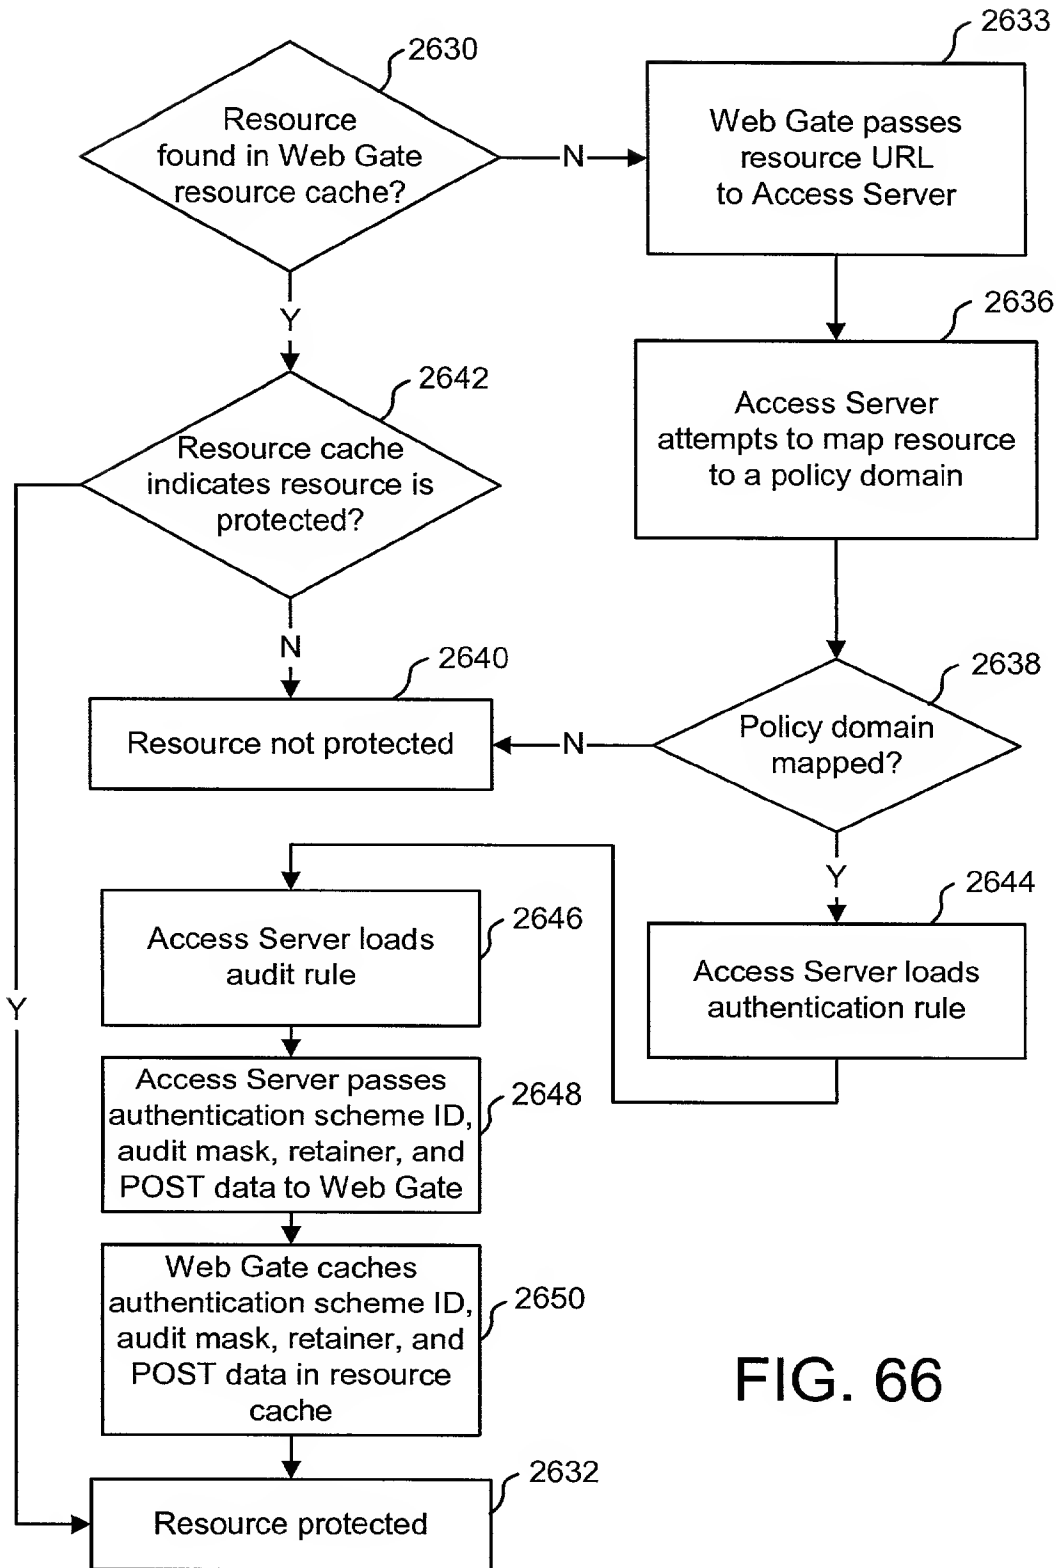 2630
Resource
found in Web Gate
resource cache?
N
2633
Web Gate passes
resource URL
to Access Server
Y
2636
Access Server
attempts to map resource
to a policy domain
2642
Resource cache
indicates resource is
protected?
N
2640
Resource not protected
N
2638
Policy domain
mapped?
Y
2644
Access Server loads
authentication rule
2646
Access Server loads
audit rule
Y
2648
Access Server passes
authentication scheme ID,
audit mask, retainer, and
POST data to Web Gate
2650
Web Gate caches
authentication scheme ID,
audit mask, retainer, and
POST data in resource
cache
2632
Resource protected
FIG. 66